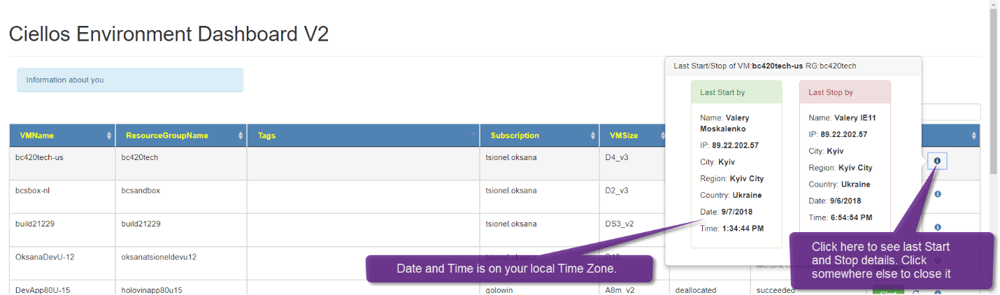 Ciellos Environment Dashboard V2
Information about you
Last Start/Stop of VM:bc420tech-us RG:bc420tech
Last Start by
Name: Valery
Moskalenko
IP: 89.22.202.57
City: Kyiv
Region: Kyiv City
Country: Ukraine
Date: 9/7/2018
Time: 1:34:44 PM
Last Stop by
Name: Valery IE11
IP: 89.22.202.57
City: Kyiv
Region: Kyiv City
Country: Ukraine
Date: 9/6/2018
Time: 6:54:54 PM
VMName ResourceGroupName Tags Subscription VMSize
bc420tech-us bc420tech tsionel.oksana D4_v3
bcsbox-nl bcsandbox tsionel.oksana D2_v3
build21229 build21229 tsionel.oksana DS3_v2
OksanaDevU-12 oksanatsioneldevu12 tsionel.oksana D12
DevApp80U-15 holovinapp80u15 golowin A8m_v2 deallocated succeeded Start
Date and Time is on your local Time Zone.
Click here to see last Start
and Stop details. Click
somewhere else to close it